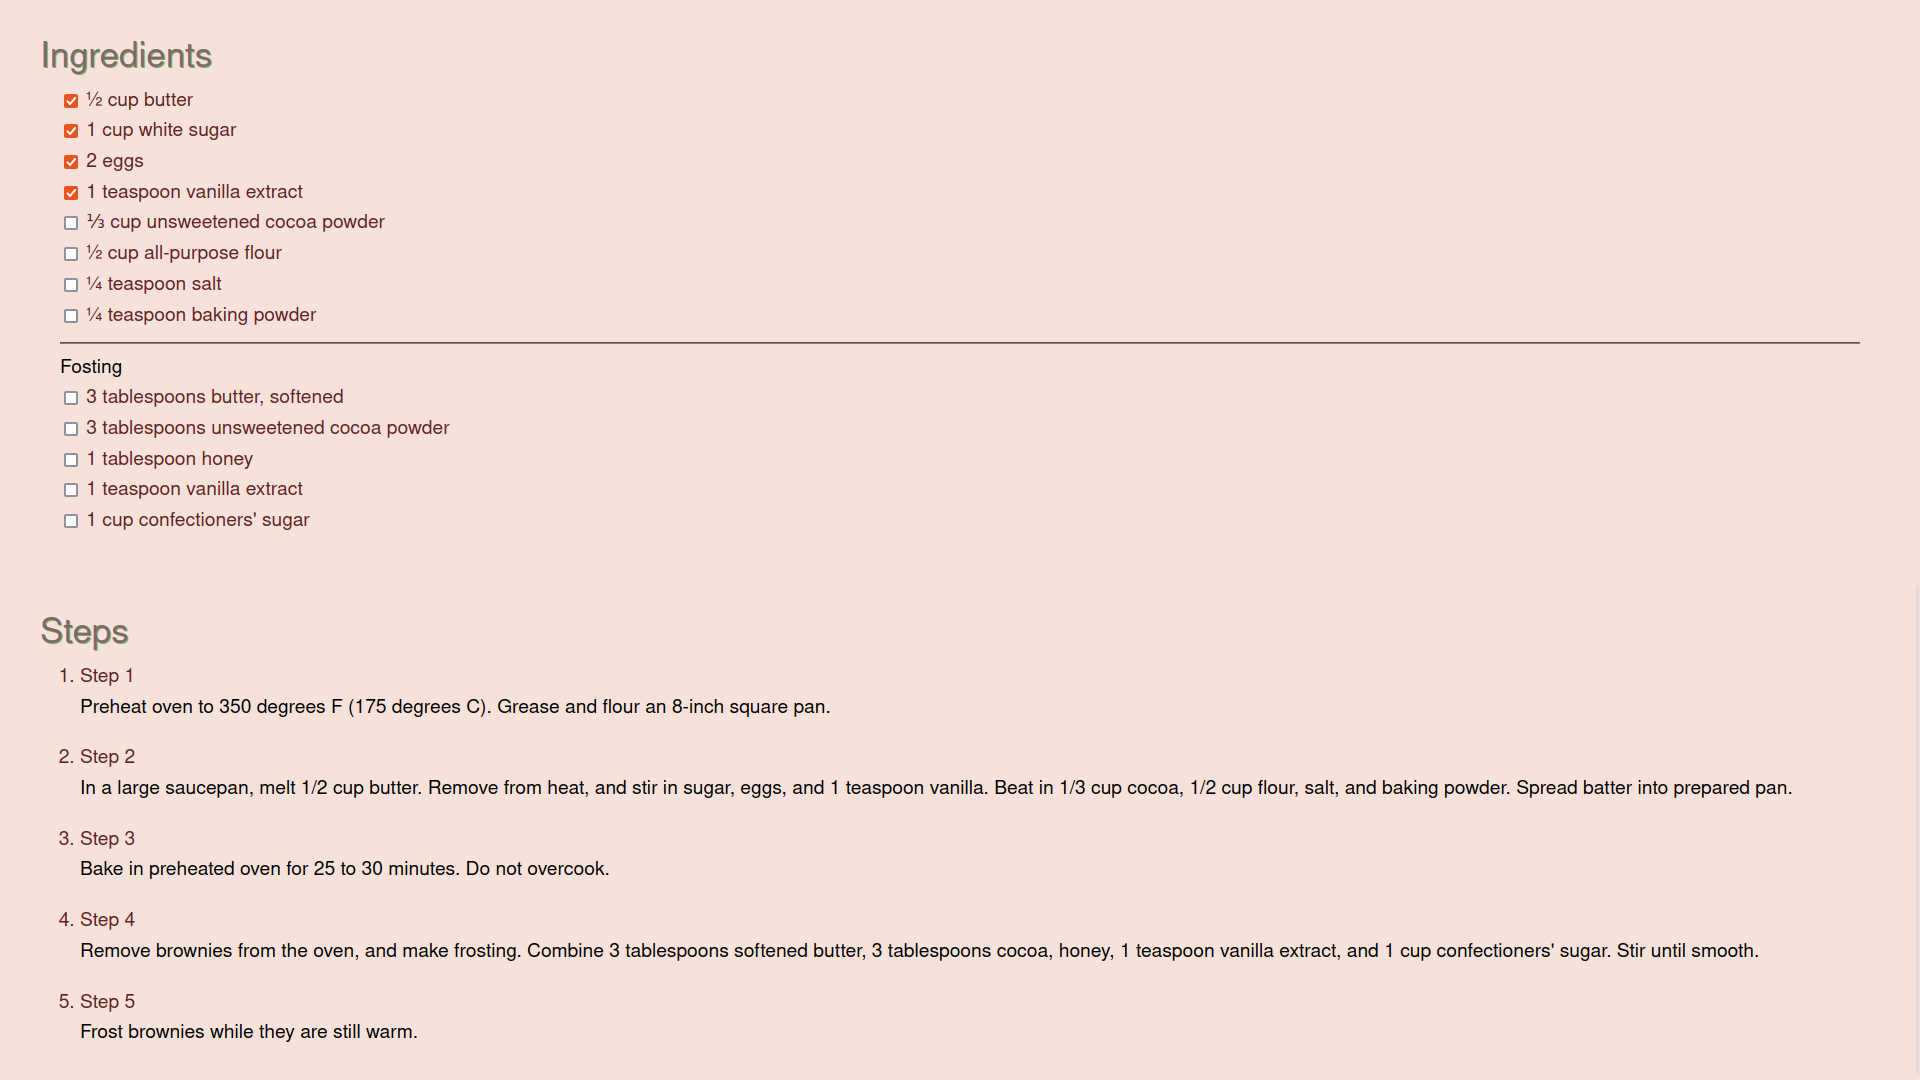 Ingredients
½ cup butter
1 cup white sugar
2 eggs
1 teaspoon vanilla extract
⅓ cup unsweetened cocoa powder
½ cup all-purpose flour
¼ teaspoon salt
¼ teaspoon baking powder
Fosting
3 tablespoons butter, softened
3 tablespoons unsweetened cocoa powder
1 tablespoon honey
1 teaspoon vanilla extract
1 cup confectioners' sugar
Steps
1. Step 1
Preheat oven to 350 degrees F (175 degrees C). Grease and flour an 8-inch square pan.
2. Step 2
In a large saucepan, melt 1/2 cup butter. Remove from heat, and stir in sugar, eggs, and 1 teaspoon vanilla. Beat in 1/3 cup cocoa, 1/2 cup flour, salt, and baking powder. Spread batter into prepared pan.
3. Step 3
Bake in preheated oven for 25 to 30 minutes. Do not overcook.
4. Step 4
Remove brownies from the oven, and make frosting. Combine 3 tablespoons softened butter, 3 tablespoons cocoa, honey, 1 teaspoon vanilla extract, and 1 cup confectioners' sugar. Stir until smooth.
5. Step 5
Frost brownies while they are still warm.